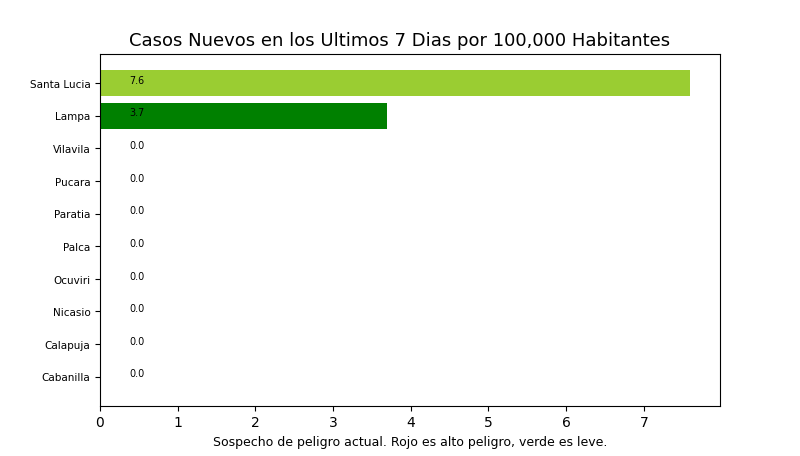 Casos Nuevos en los Ultimos 7 Dias por 100,000 Habitantes
Santa Lucia 7.6
Lampa 3.7
Vilavila 0.0
Pucara 0.0
Paratia 0.0
Palca 0.0
Ocuviri 0.0
Nicasio 0.0
Calapuja 0.0
Cabanilla 0.0
0 1 2 3 4 5 6 7
Sospecho de peligro actual. Rojo es alto peligro, verde es leve.